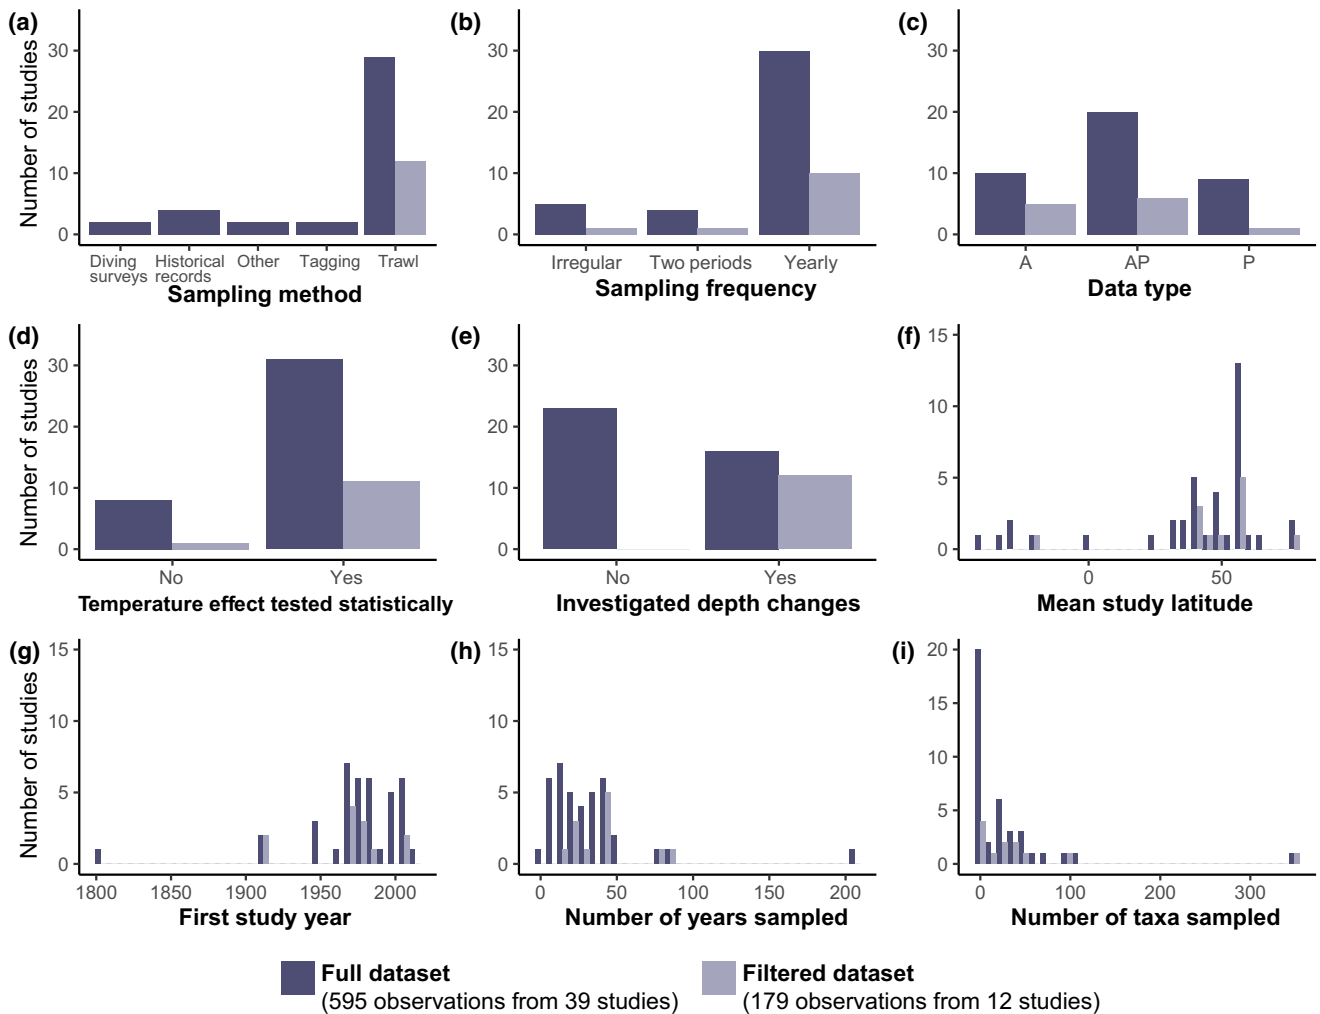 (a)
Number of studies
30
20
10
0
Diving surveys
Historical records
Other
Tagging
Trawl
Sampling method
(b)
30
20
10
0
Irregular
Two periods
Yearly
Sampling frequency
(c)
30
20
10
0
A
AP
P
Data type
(d)
Number of studies
30
20
10
0
No
Yes
Temperature effect tested statistically
(e)
30
20
10
0
No
Yes
Investigated depth changes
(f)
15
10
5
0
0
50
Mean study latitude
(g)
Number of studies
15
10
5
0
1800
1850
1900
1950
2000
First study year
(h)
15
10
5
0
0
50
100
150
200
Number of years sampled
(i)
20
15
10
5
0
0
100
200
300
Number of taxa sampled
Full dataset
(595 observations from 39 studies)
Filtered dataset
(179 observations from 12 studies)